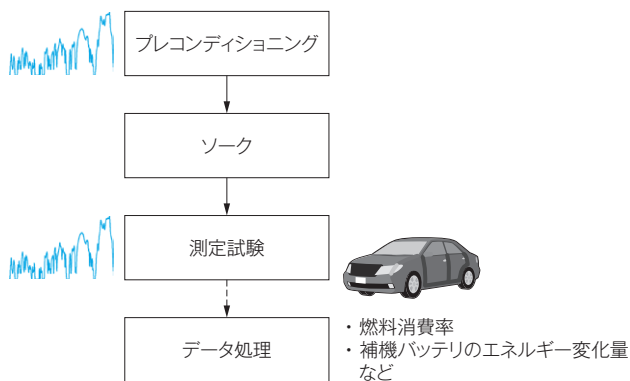 プレコンディショニング
ソーク
測定試験
データ処理
・燃料消費率
・補機バッテリのエネルギー変化量
など